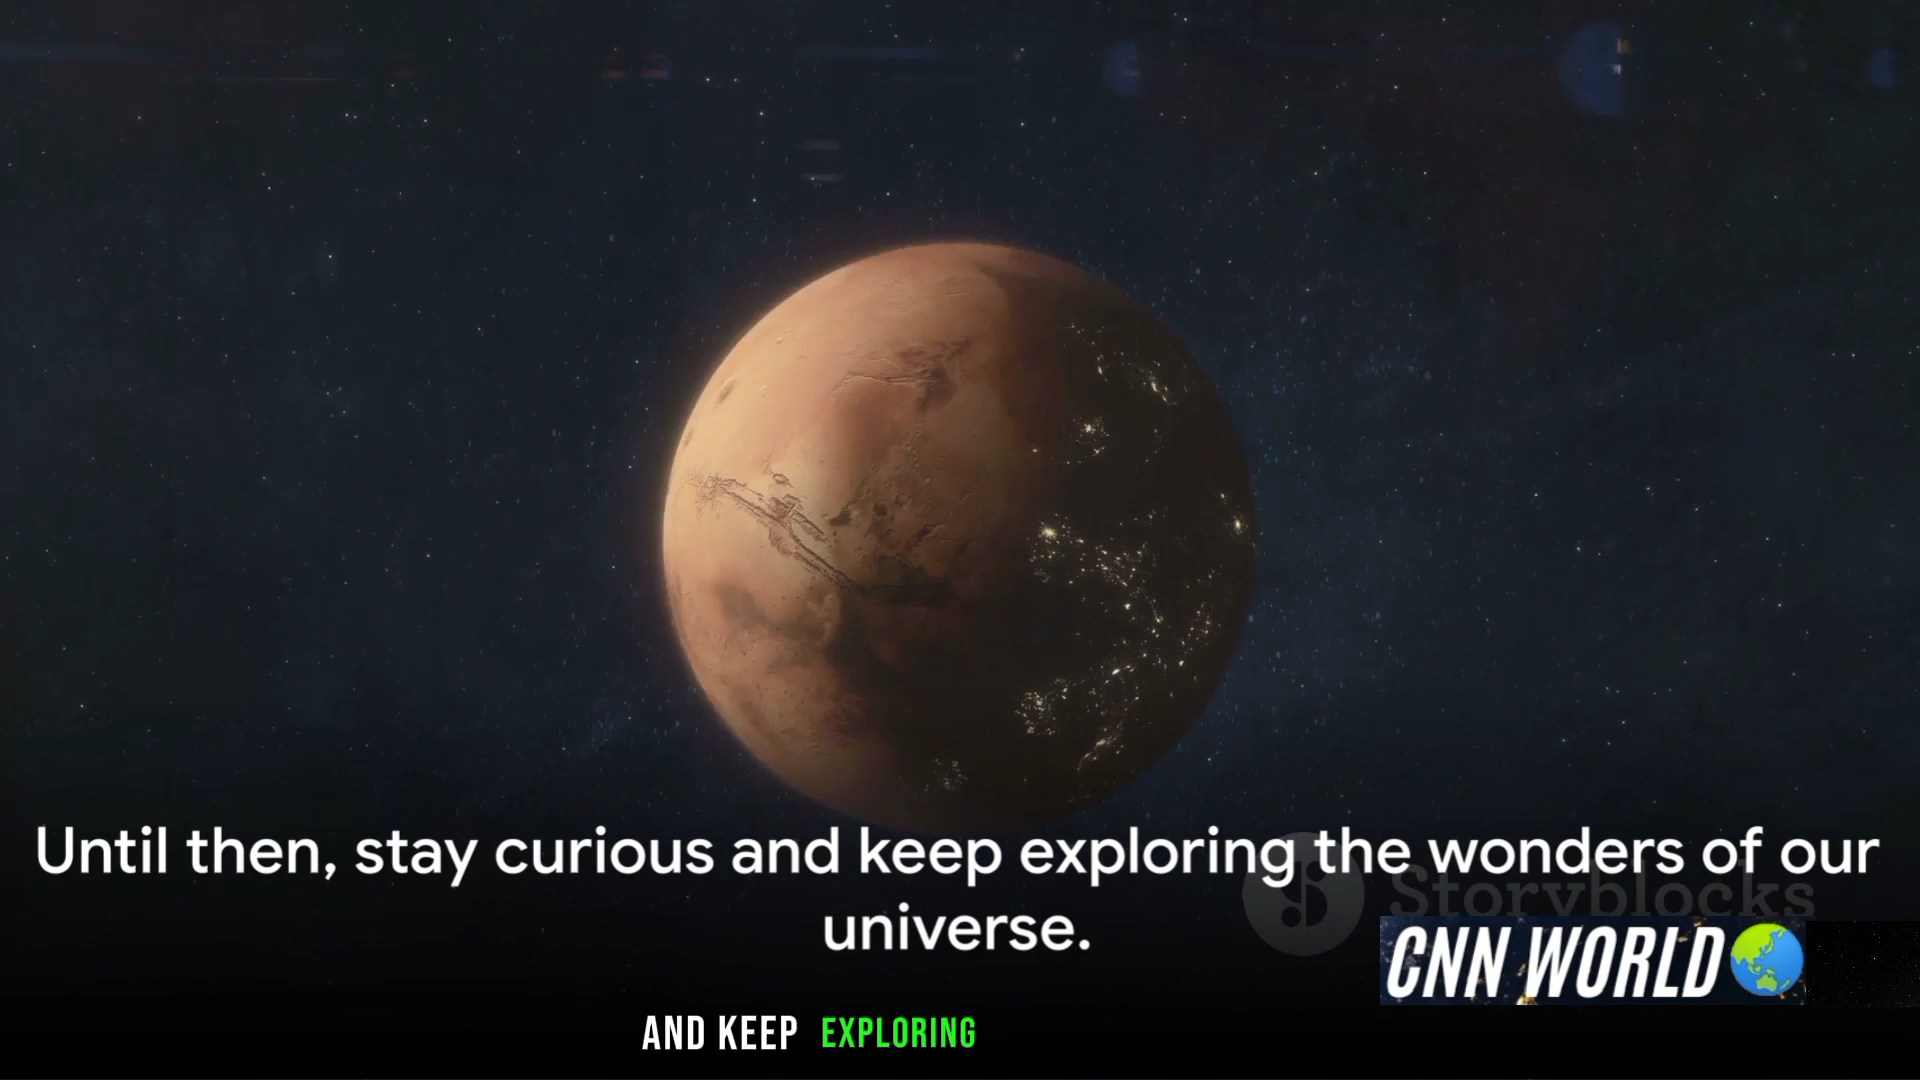 Until then, stay curious and keep exploring the wonders of our
universe.
Storyblocks
CNN WORLD
AND KEEP EXPLORING